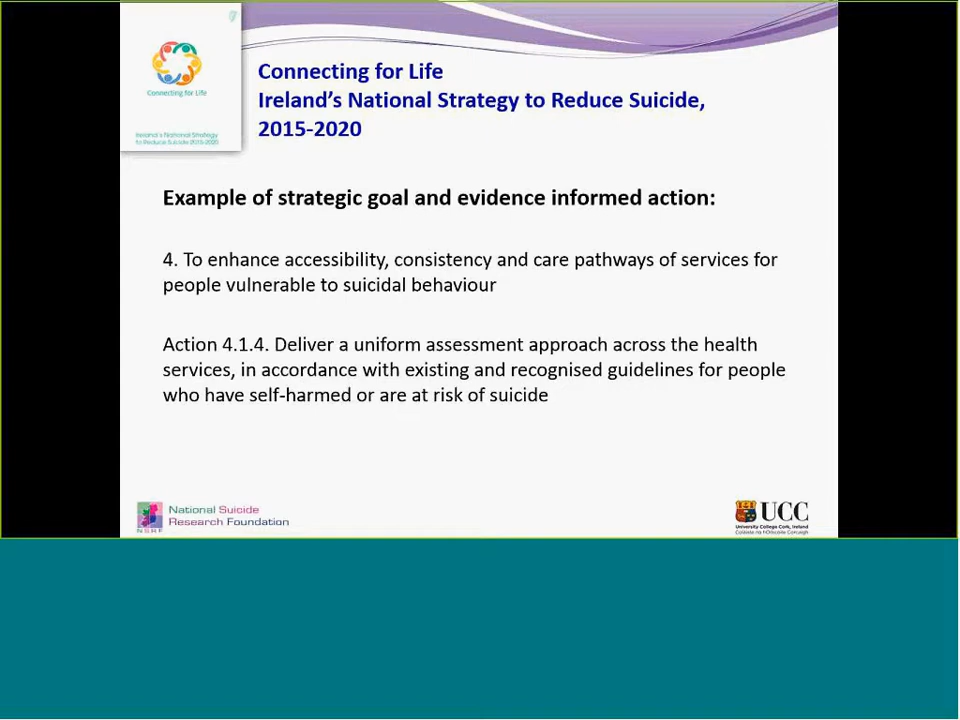 Connecting for Life
Ireland's National Strategy
to Reduce Suicide 2015-2020
Connecting for Life
Ireland’s National Strategy to Reduce Suicide,
2015-2020
Example of strategic goal and evidence informed action:
4. To enhance accessibility, consistency and care pathways of services for
people vulnerable to suicidal behaviour
Action 4.1.4. Deliver a uniform assessment approach across the health
services, in accordance with existing and recognised guidelines for people
who have self-harmed or are at risk of suicide
National Suicide
Research Foundation
NSRF
UCC
University College Cork, Ireland
Coláiste na hOllscoile Corcaigh